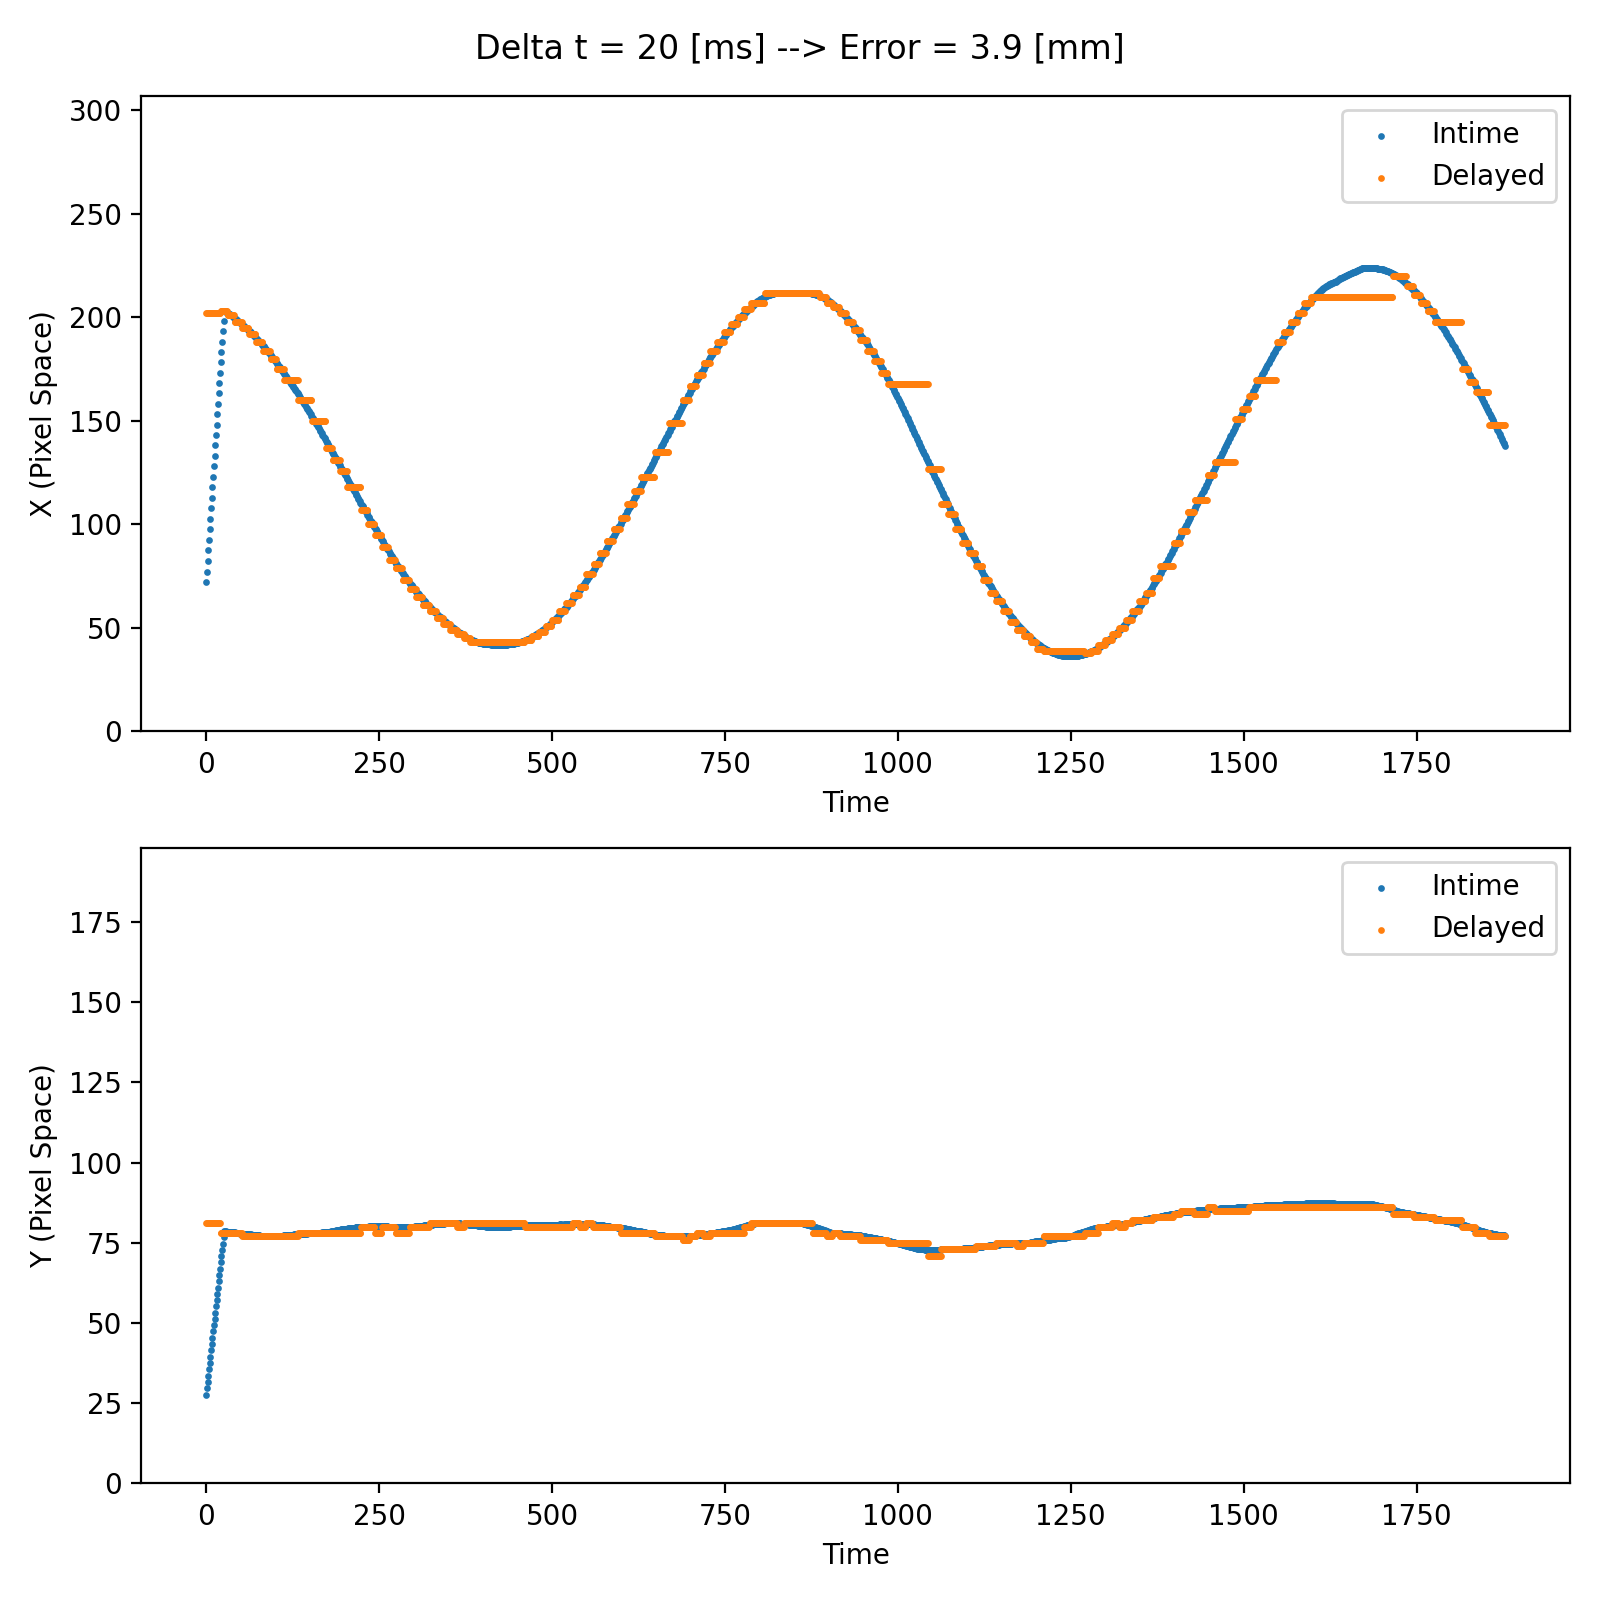 Delta t = 20 [ms] --> Error = 3.9 [mm]
300
250
200
150
100
50
0
X (Pixel Space)
Intime
Delayed
0 250 500 750 1000 1250 1500 1750
Time
175
150
125
100
75
50
25
0
Y (Pixel Space)
Intime
Delayed
0 250 500 750 1000 1250 1500 1750
Time